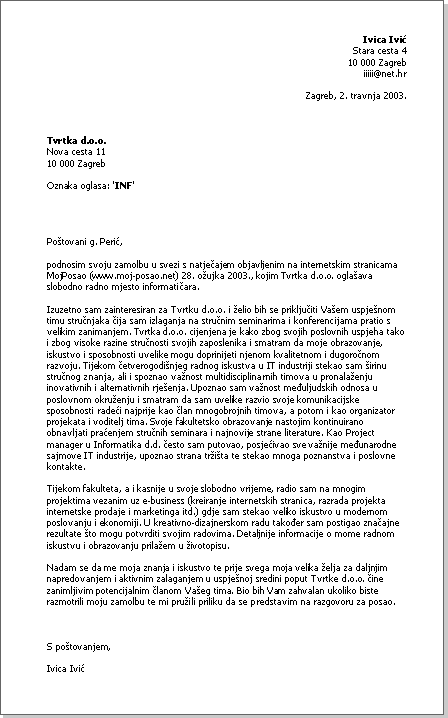 Ivica Ivić
Stara cesta 4
10 000 Zagreb
iiiii@net.hr
Zagreb, 2. travnja 2003.
Tvrtka d.o.o.
Nova cesta 11
10 000 Zagreb
Oznaka oglasa: 'INF'
Poštovani g. Perić,
podnosim svoju zamolbu u svezi s natječajem objavljenim na internetskim stranicama
MojPosao (www.moj-posao.net) 28. ožujka 2003., kojim Tvrtka d.o.o. oglašava
slobodno radno mjesto informatičara.
Izuzetno sam zainteresiran za Tvrtku d.o.o. i želio bih se priključiti Vašem uspješnom
timu stručnjaka čija sam izlaganja na stručnim seminarima i konferencijama pratio s
velikim zanimanjem. Tvrtka d.o.o. cijenjena je kako zbog svojih poslovnih uspjeha tako
i zbog visoke razine stručnosti svojih zaposlenika i smatram da moje obrazovanje,
iskustvo i sposobnosti uvelike mogu doprinijeti njenom kvalitetnom i dugoročnom
razvoju. Tijekom četverogodišnjeg radnog iskustva u IT industriji stekao sam širinu
stručnog znanja, ali i spoznao važnost multidisciplinarnih timova u pronalaženju
inovativnih i alternativnih rješenja. Upoznao sam važnost međuljudskih odnosa u
poslovnom okruženju i smatram da sam uvelike razvio svoje komunikacijske
sposobnosti radeći najprije kao član mnogobrojnih timova, a potom i kao organizator
projekata i voditelj tima. Svoje fakultetsko obrazovanje nastojim kontinuirano
obnavljati praćenjem stručnih seminara i najnovije strane literature. Kao Project
manager u Informatika d.d. često sam putovao, posjećivao sve važnije međunarodne
sajmove IT industrije, upoznao strana tržišta te stekao mnoga poznanstva i poslovne
kontakte.
Tijekom fakulteta, a i kasnije u svoje slobodno vrijeme, radio sam na mnogim
projektima vezanim uz e-business (kreiranje internetskih stranica, razrada projekta
internetske prodaje i marketinga itd.) gdje sam stekao veliko iskustvo u modernom
poslovanju i ekonomiji. U kreativno-dizajnerskom radu također sam postigao značajne
rezultate što mogu potvrditi svojim radovima. Detaljnije informacije o mome radnom
iskustvu i obrazovanju prilažem u životopisu.
Nadam se da me moja znanja i iskustvo te prije svega moja velika želja za daljnjim
napredovanjem i aktivnim zalaganjem u uspješnoj sredini poput Tvrtke d.o.o. čine
zanimljivim potencijalnim članom Vašeg tima. Bio bih Vam zahvalan ukoliko biste
razmotrili moju zamolbu te mi pružili priliku da se predstavim na razgovoru za posao.
S poštovanjem,
Ivica Ivić